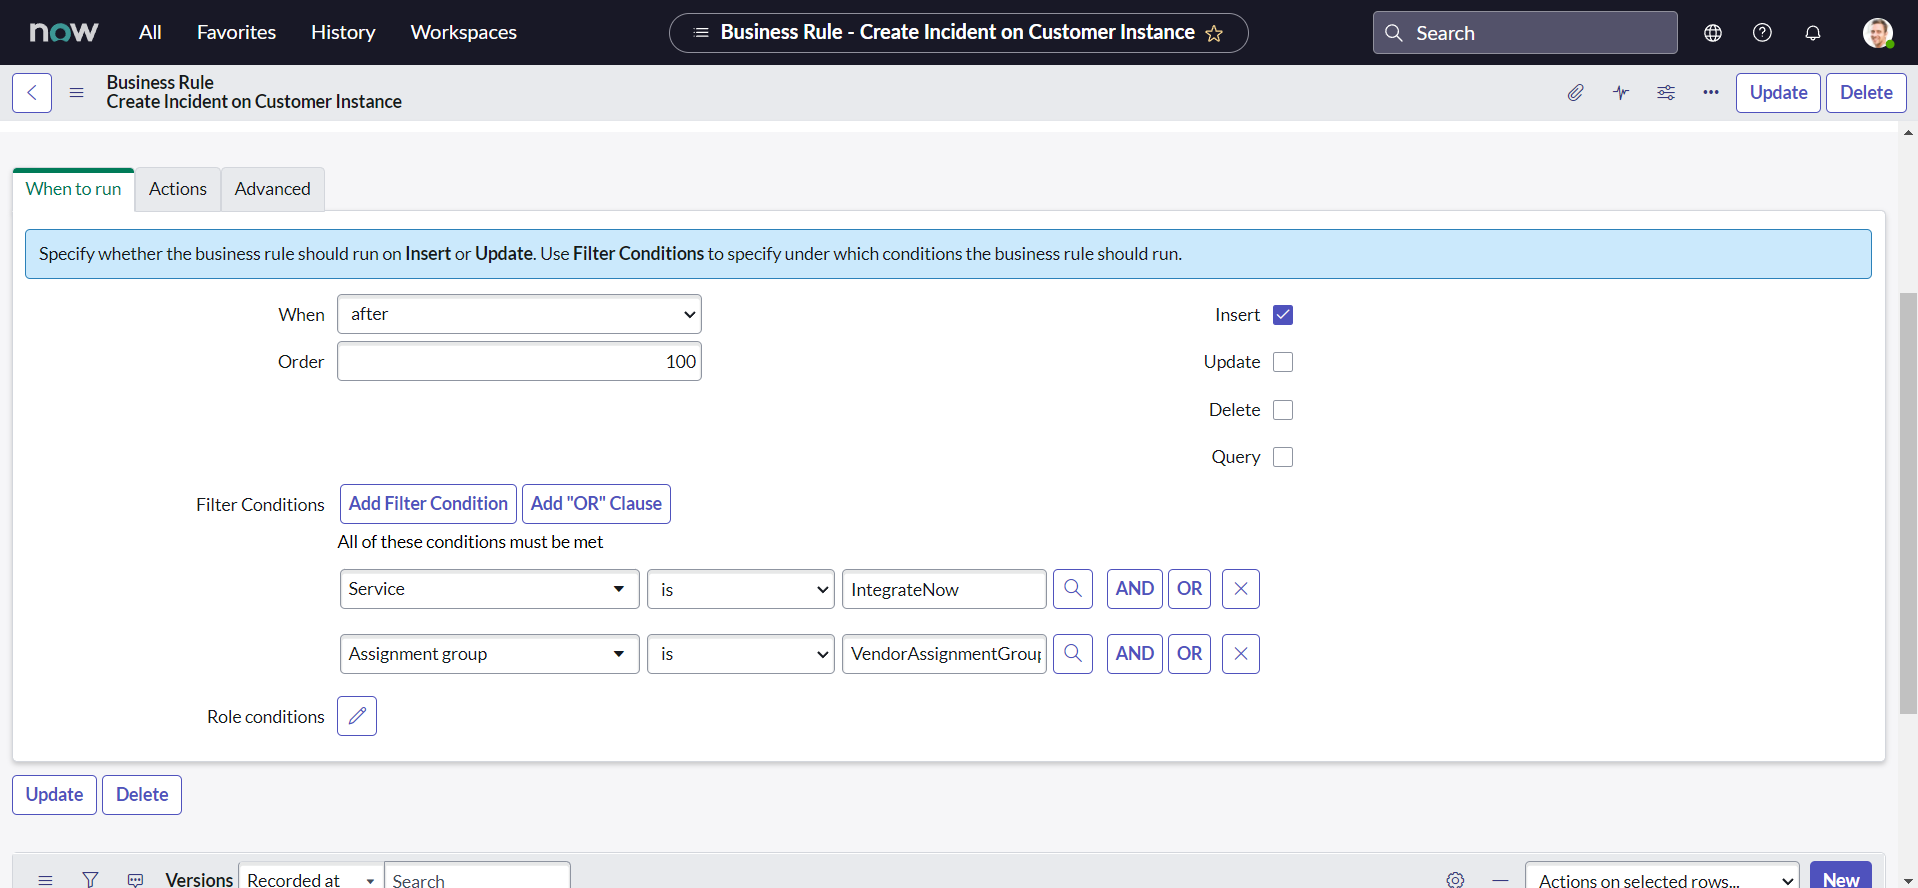 now All Favorites History Workspaces Business Rule - Create Incident on Customer Instance Search
Business Rule
Create Incident on Customer Instance
Update Delete
When to run Actions Advanced
Specify whether the business rule should run on Insert or Update. Use Filter Conditions to specify under which conditions the business rule should run.
When after Insert
Order 100 Update
Delete
Query
Filter Conditions Add Filter Condition Add "OR" Clause
All of these conditions must be met
Service is IntegrateNow AND OR
Assignment group is VendorAssignmentGroup AND OR
Role conditions
Update Delete
Versions Recorded at Search Actions on selected rows... New